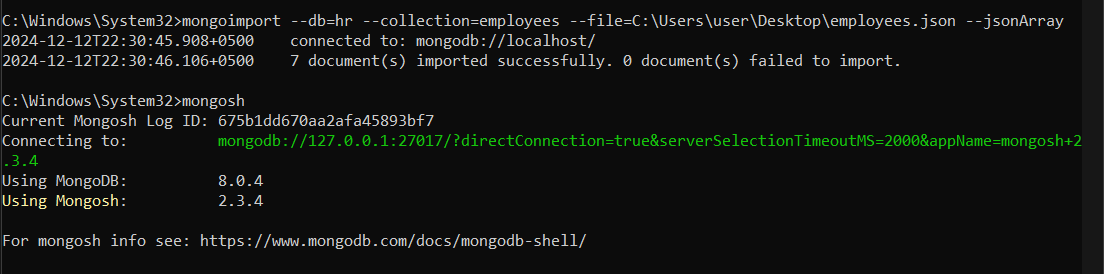 C:\Windows\System32>mongoimport --db=hr --collection=employees --file=C:\Users\user\Desktop\employees.json --jsonArray
2024-12-12T22:30:45.908+0500    connected to: mongodb://localhost/
2024-12-12T22:30:46.106+0500    7 document(s) imported successfully. 0 document(s) failed to import.
C:\Windows\System32>mongosh
Current Mongosh Log ID: 675b1dd670aa2afa45893bf7
Connecting to:          mongodb://127.0.0.1:27017/?directConnection=true&serverSelectionTimeoutMS=2000&appName=mongosh+2
.3.4
Using MongoDB:          8.0.4
Using Mongosh:          2.3.4
For mongosh info see: https://www.mongodb.com/docs/mongodb-shell/